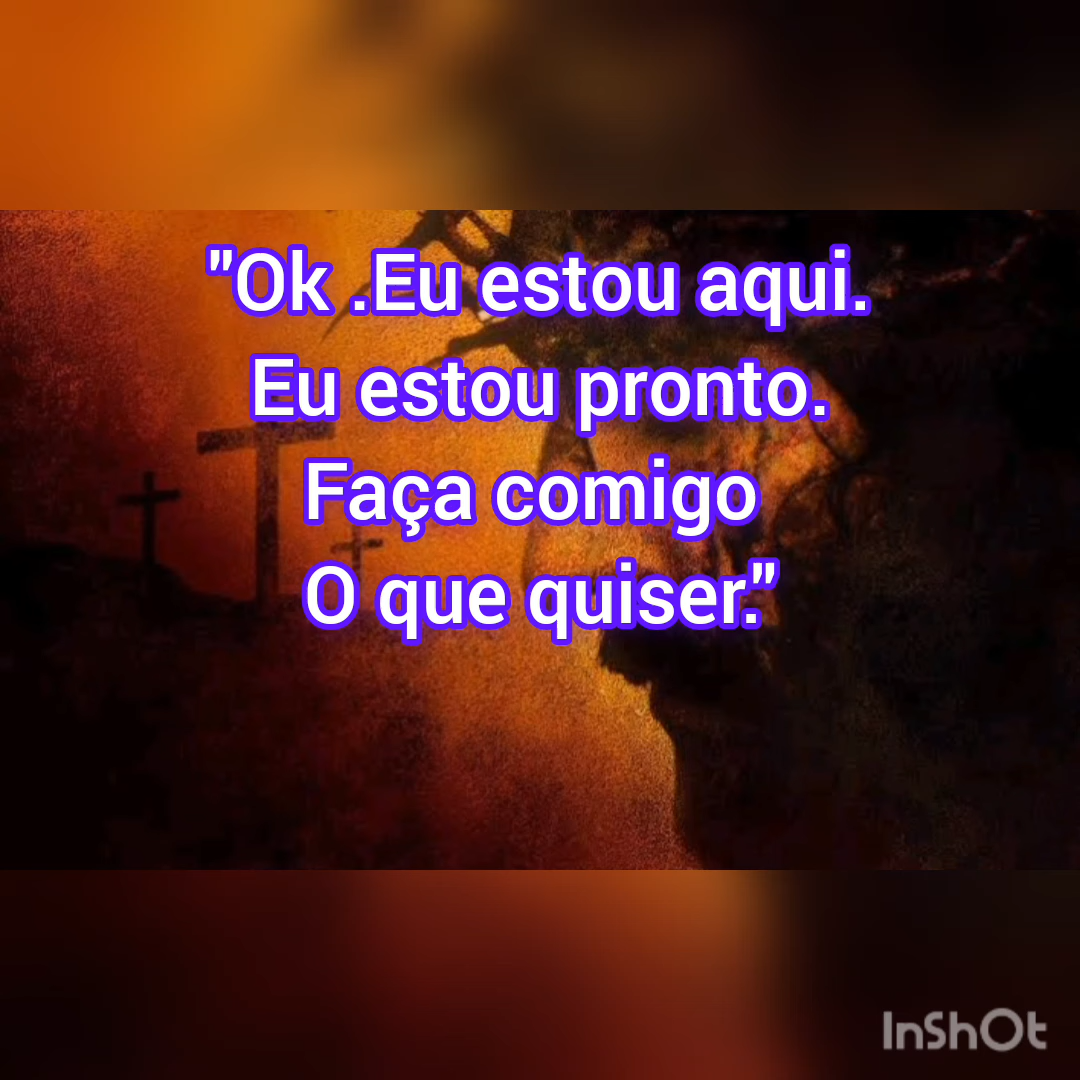 "Ok .Eu estou aqui.
Eu estou pronto.
Faça comigo
O que quiser."
InShOt